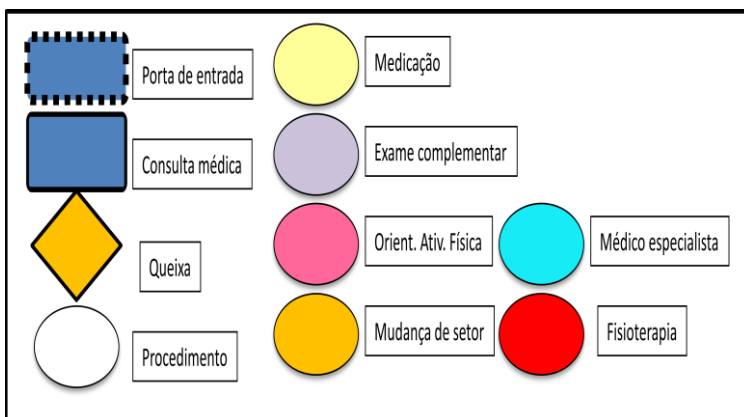 Porta de entrada
Consulta médica
Queixa
Procedimento
Medicação
Exame complementar
Orient. Ativ. Física
Mudança de setor
Médico especialista
Fisioterapia